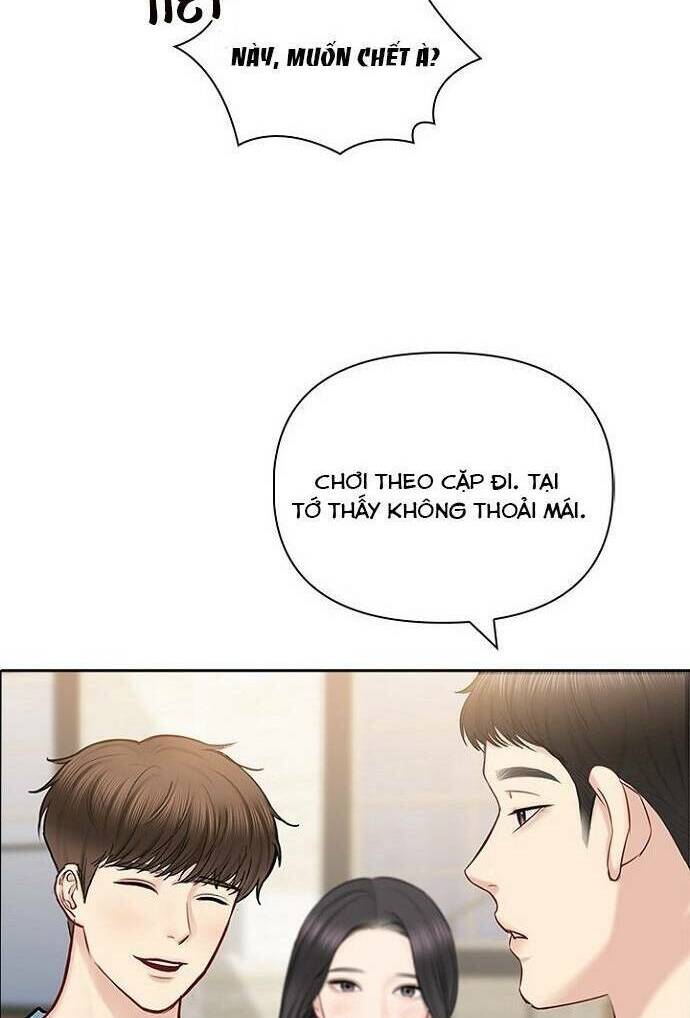 NÀY, MUỐN CHẾT À?
CHƠI THEO CẶP ĐI. TẠI
TỚ THẤY KHÔNG THOẢI MÁI.